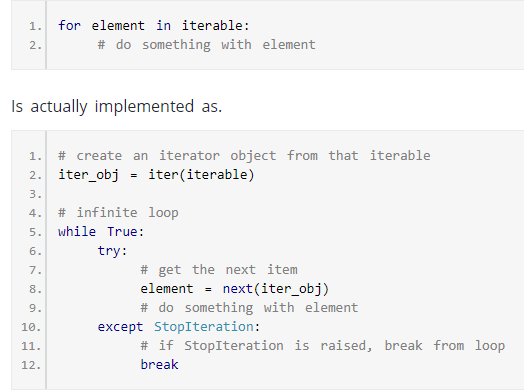 1. for element in iterable:
2.     # do something with element
Is actually implemented as.
1. # create an iterator object from that iterable
2. iter_obj = iter(iterable)
3.
4. # infinite loop
5. while True:
6.     try:
7.         # get the next item
8.         element = next(iter_obj)
9.         # do something with element
10.     except StopIteration:
11.         # if StopIteration is raised, break from loop
12.         break